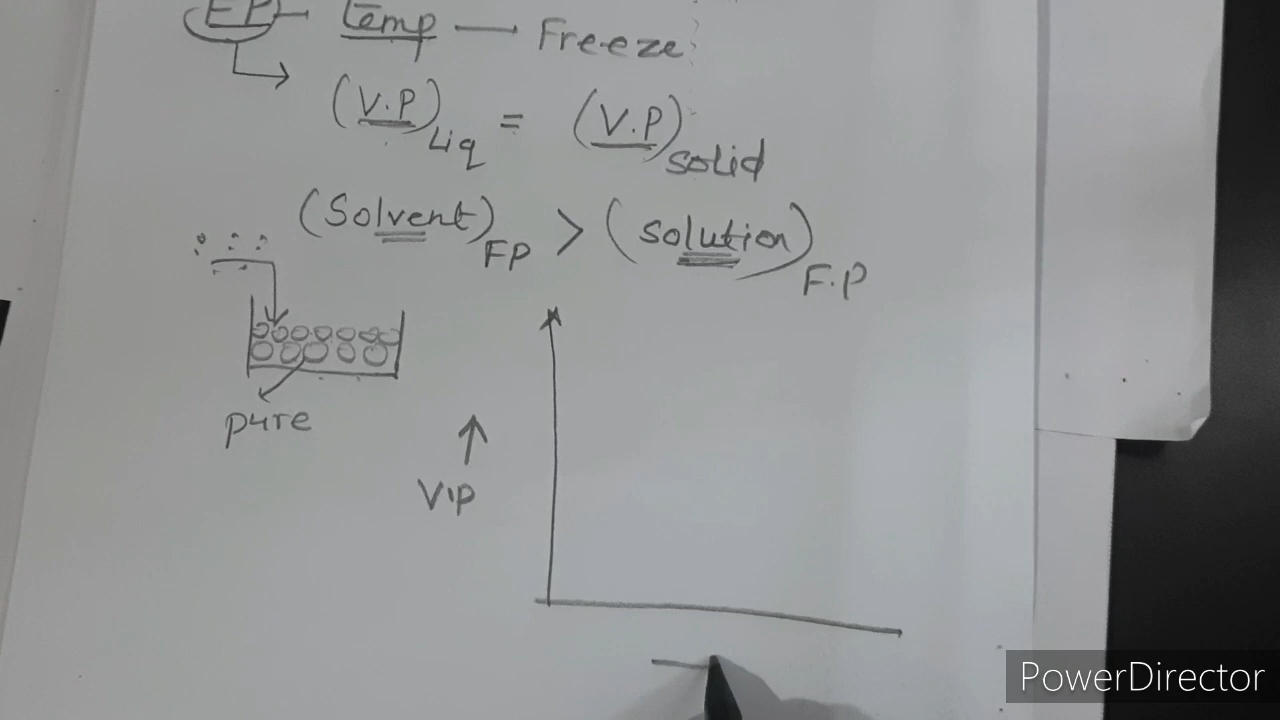 FP — temp — Freeze
(V.P)Liq = (V.P)solid
(Solvent)FP > (solution)F.P
pure
V.P
PowerDirector